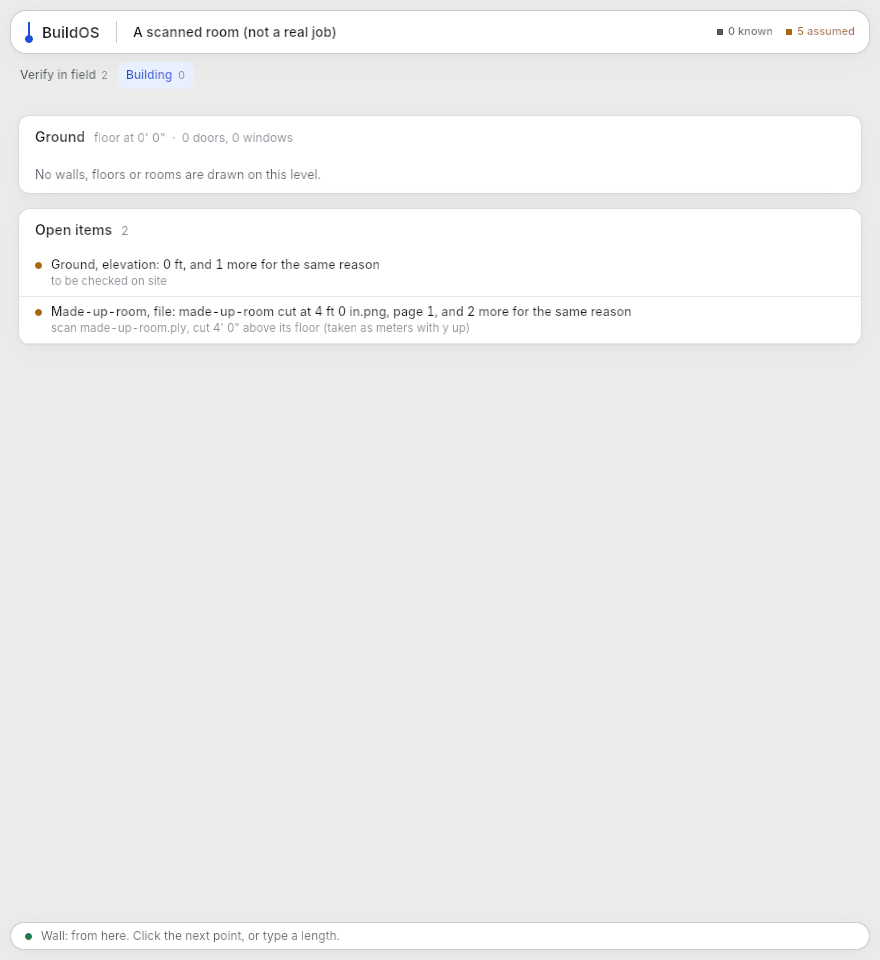 BuildOS
A scanned room (not a real job)
0 known
5 assumed
Verify in field 2
Building 0
Ground floor at 0' 0" · 0 doors, 0 windows
No walls, floors or rooms are drawn on this level.
Open items 2
Ground, elevation: 0 ft, and 1 more for the same reason
to be checked on site
Made-up-room, file: made-up-room cut at 4 ft 0 in.png, page 1, and 2 more for the same reason
scan made-up-room.ply, cut 4' 0" above its floor (taken as meters with y up)
Wall: from here. Click the next point, or type a length.